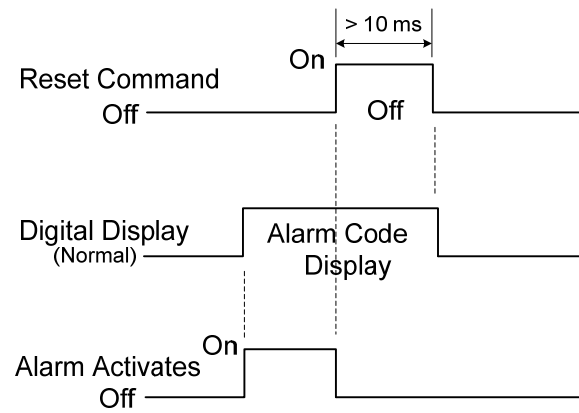 > 10 ms
On
Reset Command
Off
Off
Digital Display
(Normal)
Alarm Code
Display
On
Alarm Activates
Off